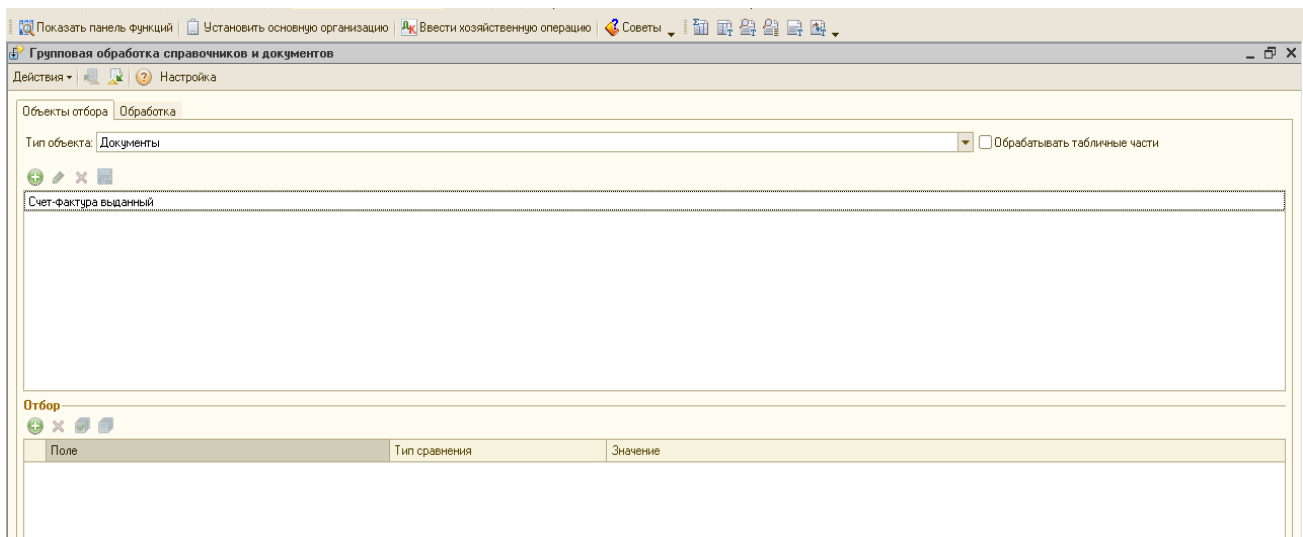 Показать панель функций Установить основную организацию Ввести хозяйственную операцию Советы
Групповая обработка справочников и документов
Действия Настройка
Объекты отбора Обработка
Тип объекта: Документы Обрабатывать табличные части
Счет-фактура выданный
Отбор
Поле Тип сравнения Значение